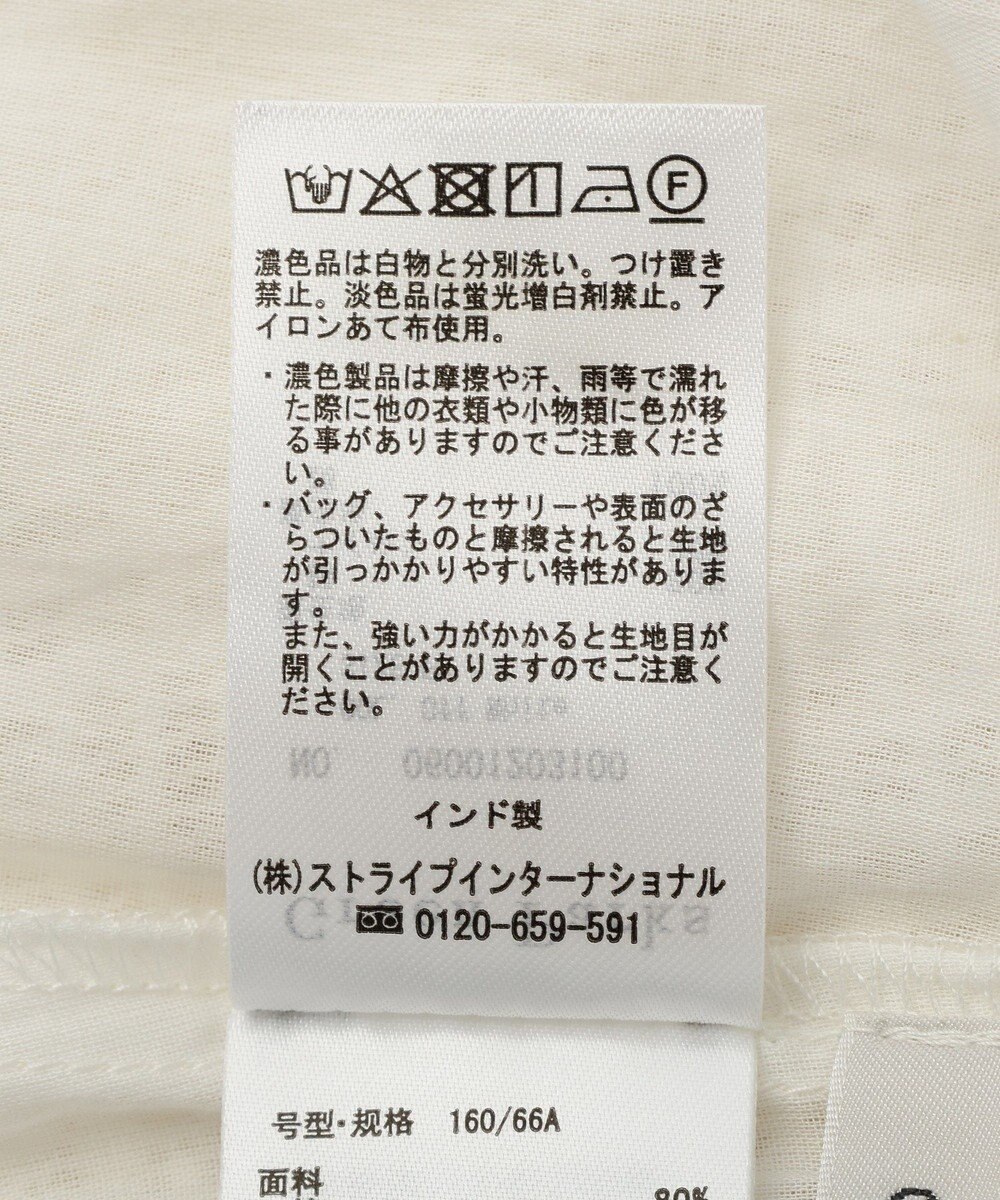 濃色品は白物と分別洗い。つけ置き
禁止。淡色品は蛍光増白剤禁止。ア
イロンあて布使用。
・濃色製品は摩擦や汗、雨等で濡れ
た際に他の衣類や小物類に色が移
る事がありますのでご注意くださ
い。
・バッグ、アクセサリーや表面のざ
らついたものと摩擦されると生地
が引っかかりやすい特性がありま
す。
また、強い力がかかると生地目が
開くことがありますのでご注意く
ださい。
Off White
NO. 06001203100
インド製
(株)ストライプインターナショナル
0120-659-591
号型·规格 160/66A
面料
80%